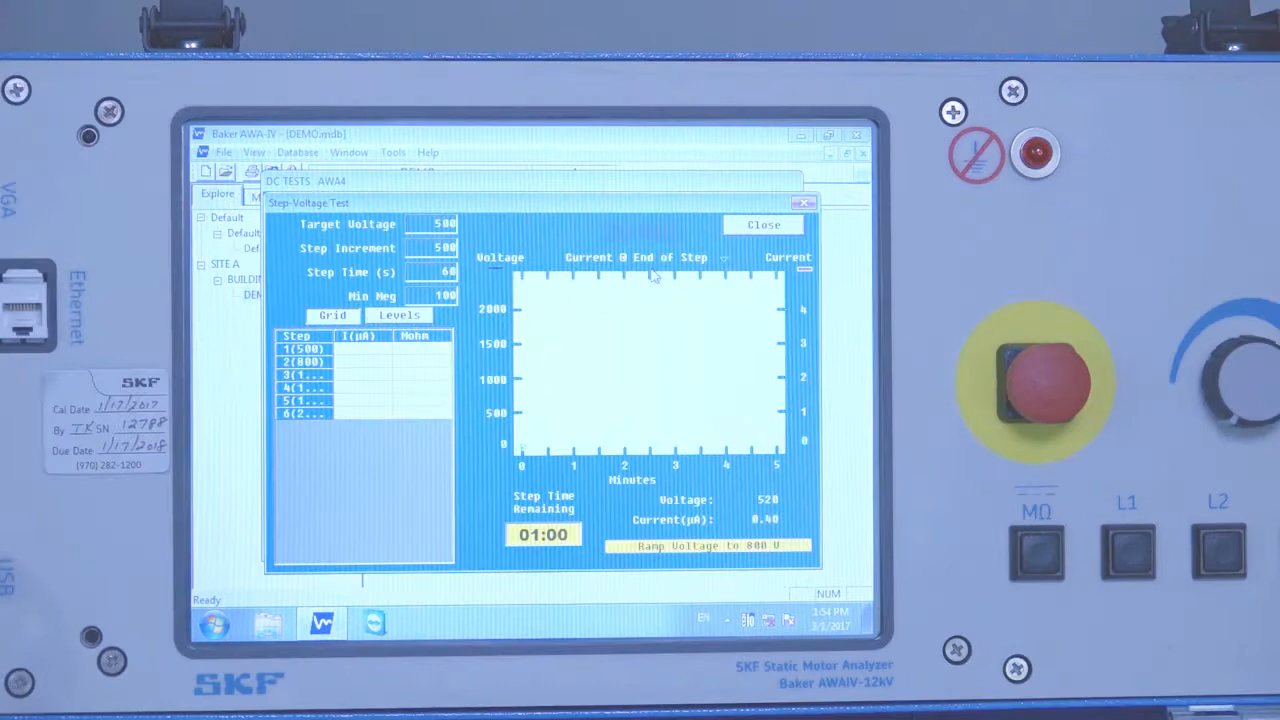 VGA
Ethernet
USB
SKF
Cal Date 1/17/2017
By TK SN 12788
Due Date 1/17/2018
(970) 282-1200
Baker AWA-IV - [DEMO.mdb]
File View Database Window Tools Help
Explore M
Default
Default
Def
SITE A
BUILDIN
DEM
DC TESTS AWA4
Step-Voltage Test
Target Voltage 500
Step Increment 500
Step Time (s) 60
Min Meg 100
Grid Levels
Step I(µA) Mohm
1(500)
2(800)
3(1...
4(1...
5(1...
6(2...
Close
Voltage Current @ End of Step Current
2000 4
1500 3
1000 2
500 1
0 0
0 1 2 3 4 5
Minutes
Step Time
Remaining
01:00
Voltage: 520
Current(µA): 0.40
Ramp Voltage to 800 V
Ready NUM
EN 1:54 PM
3/1/2017
SKF
SKF Static Motor Analyzer
Baker AWAIV-12kV
MΩ L1 L2